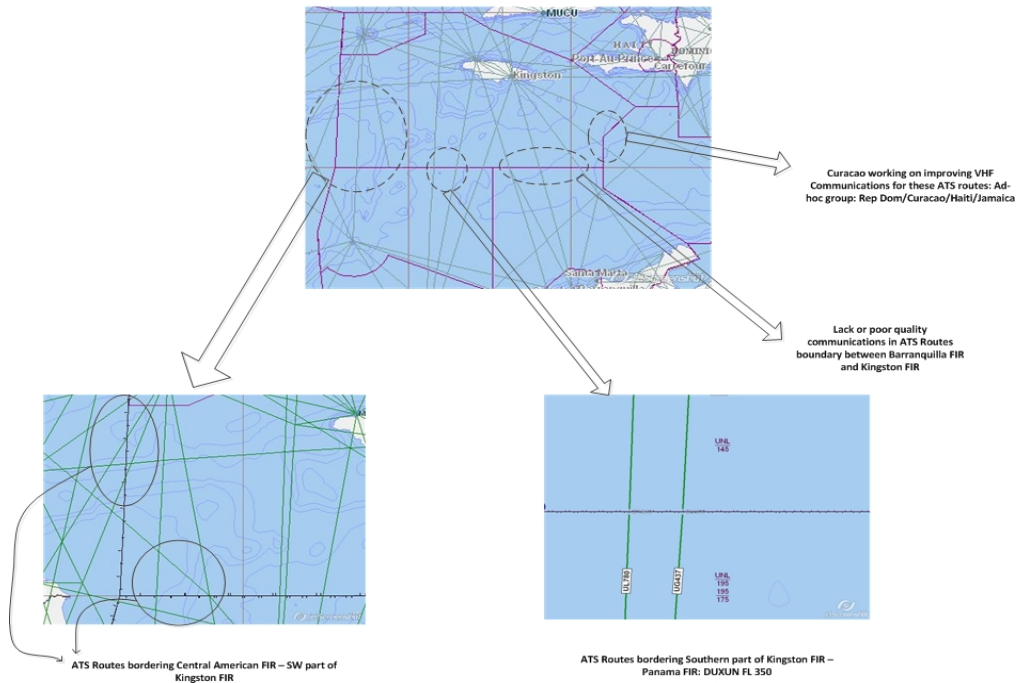 MUCU
HAITI
DOMINI
Port-Au-Prince
Carrefour
Kingston
Santa Marta
Barranquilla
Curacao working on improving VHF
Communications for these ATS routes: Ad-
hoc group: Rep Dom/Curacao/Haiti/Jamaica
Lack or poor quality
communications in ATS Routes
boundary between Barranquilla FIR
and Kingston FIR
UNL
145
UL780
UG437
UNL
195
195
175
ATS Routes bordering Central American FIR – SW part of
Kingston FIR
ATS Routes bordering Southern part of Kingston FIR –
Panama FIR: DUXUN FL 350